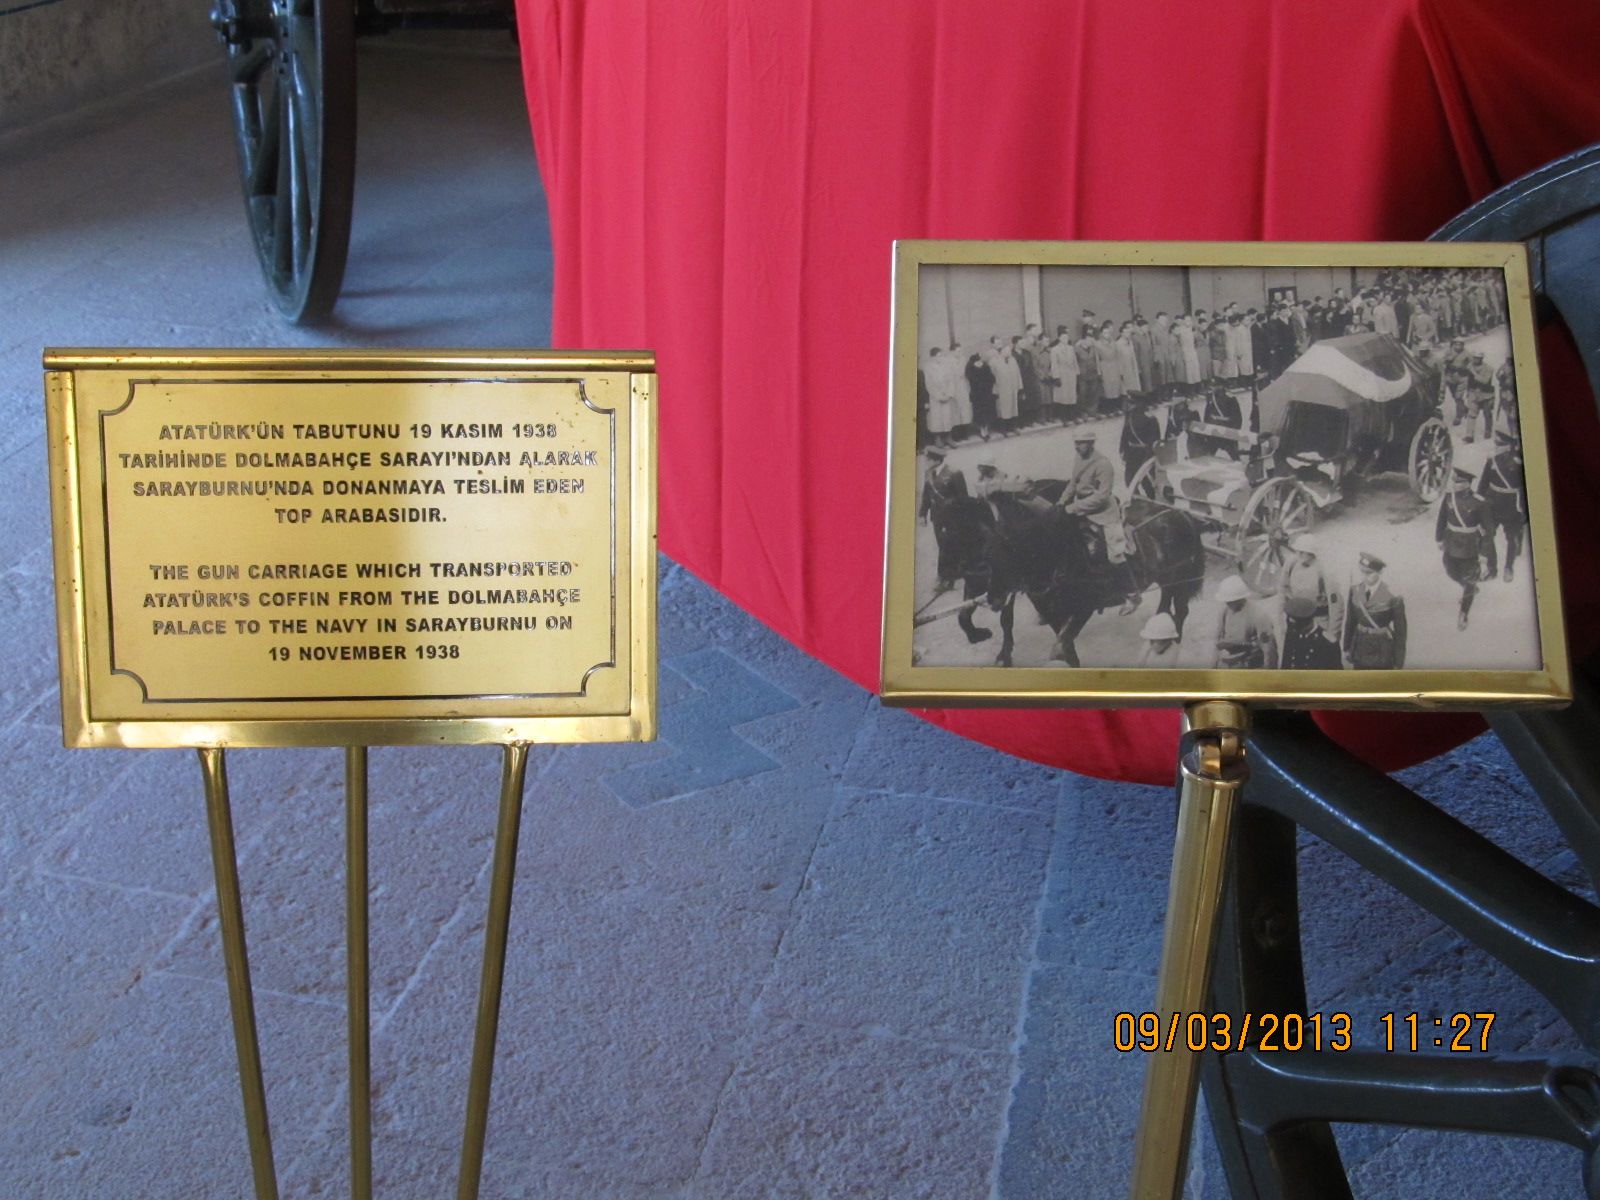 ATATÜRK'ÜN TABUTUNU 19 KASIM 1938
TARİHİNDE DOLMABAHÇE SARAYI'NDAN ALARAK
SARAYBURNU'NDA DONANMAYA TESLİM EDEN
TOP ARABASIDIR.
THE GUN CARRIAGE WHICH TRANSPORTED
ATATÜRK'S COFFIN FROM THE DOLMABAHÇE
PALACE TO THE NAVY IN SARAYBURNU ON
19 NOVEMBER 1938
09/03/2013 11:27